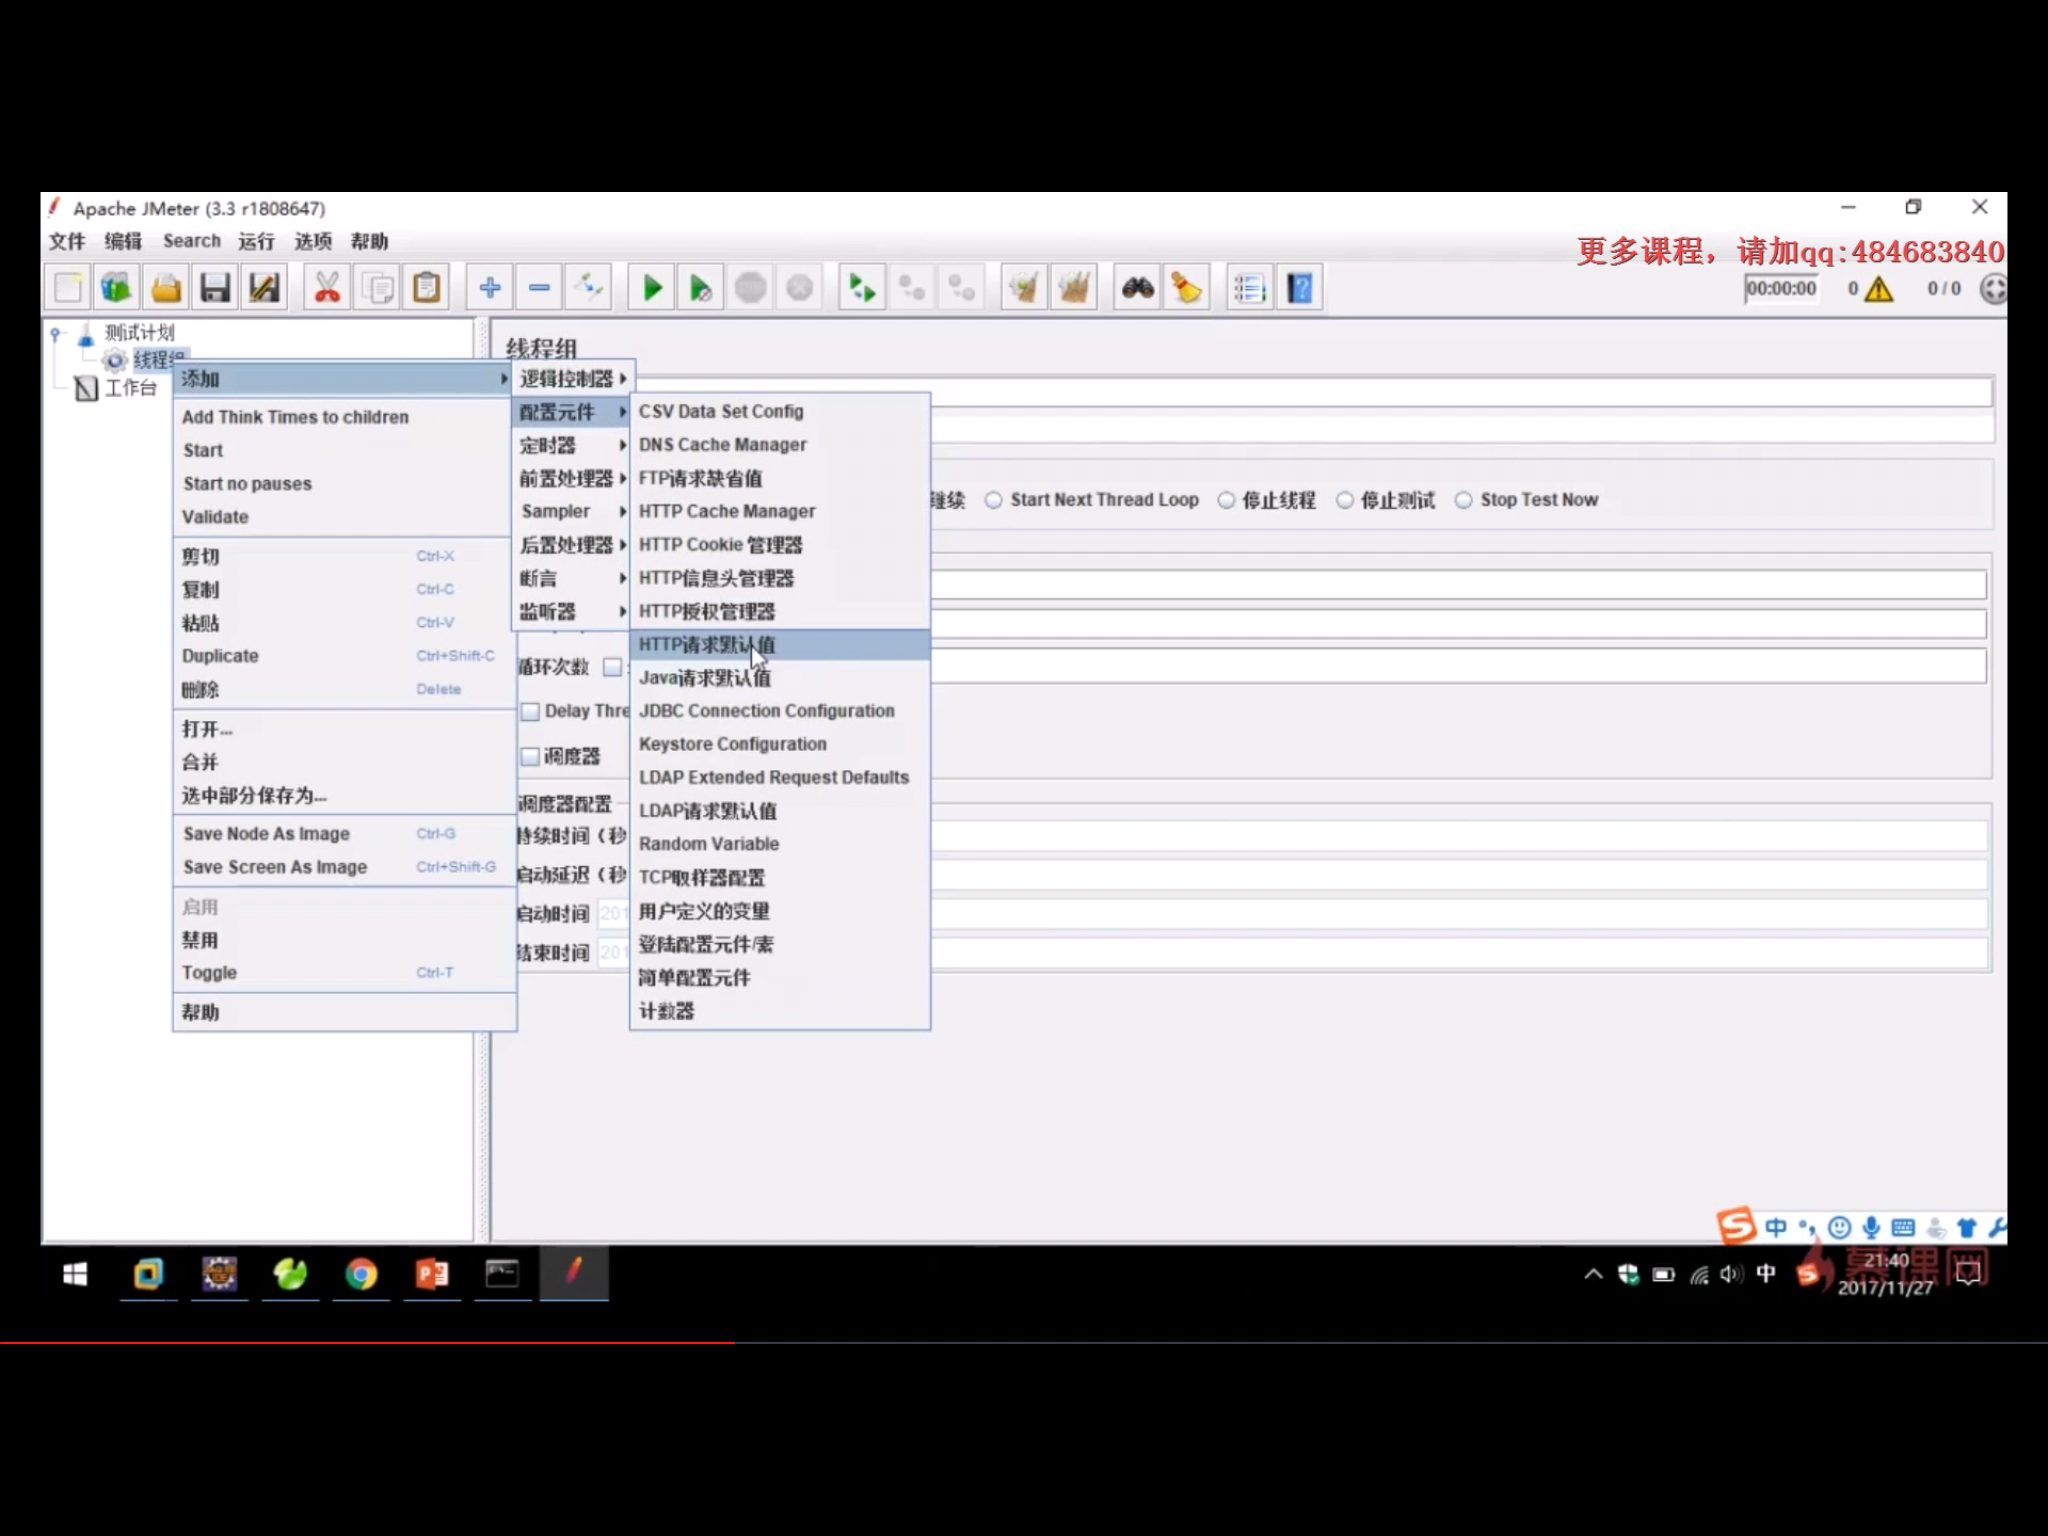 Apache JMeter (3.3 r1808647)
文件 编辑 Search 运行 选项 帮助
更多课程，请加qq:484683840
00:00:00 0 0 / 0
测试计划
线程组
工作台
线程组
添加
Add Think Times to children
Start
Start no pauses
Validate
剪切 Ctrl-X
复制 Ctrl-C
粘贴 Ctrl-V
Duplicate Ctrl+Shift-C
删除 Delete
打开...
合并
选中部分保存为...
Save Node As Image Ctrl-G
Save Screen As Image Ctrl+Shift-G
启用
禁用
Toggle Ctrl-T
帮助
逻辑控制器
配置元件
定时器
前置处理器
Sampler
后置处理器
断言
监听器
CSV Data Set Config
DNS Cache Manager
FTP请求缺省值
HTTP Cache Manager
HTTP Cookie 管理器
HTTP信息头管理器
HTTP授权管理器
HTTP请求默认值
Java请求默认值
JDBC Connection Configuration
Keystore Configuration
LDAP Extended Request Defaults
LDAP请求默认值
Random Variable
TCP取样器配置
用户定义的变量
登陆配置元件/素
简单配置元件
计数器
继续 Start Next Thread Loop 停止线程 停止测试 Stop Test Now
循环次数
Delay Thre
调度器
调度器配置
持续时间（秒
启动延迟（秒
启动时间 201
结束时间 201
中
中
慕课网
21:40
2017/11/27